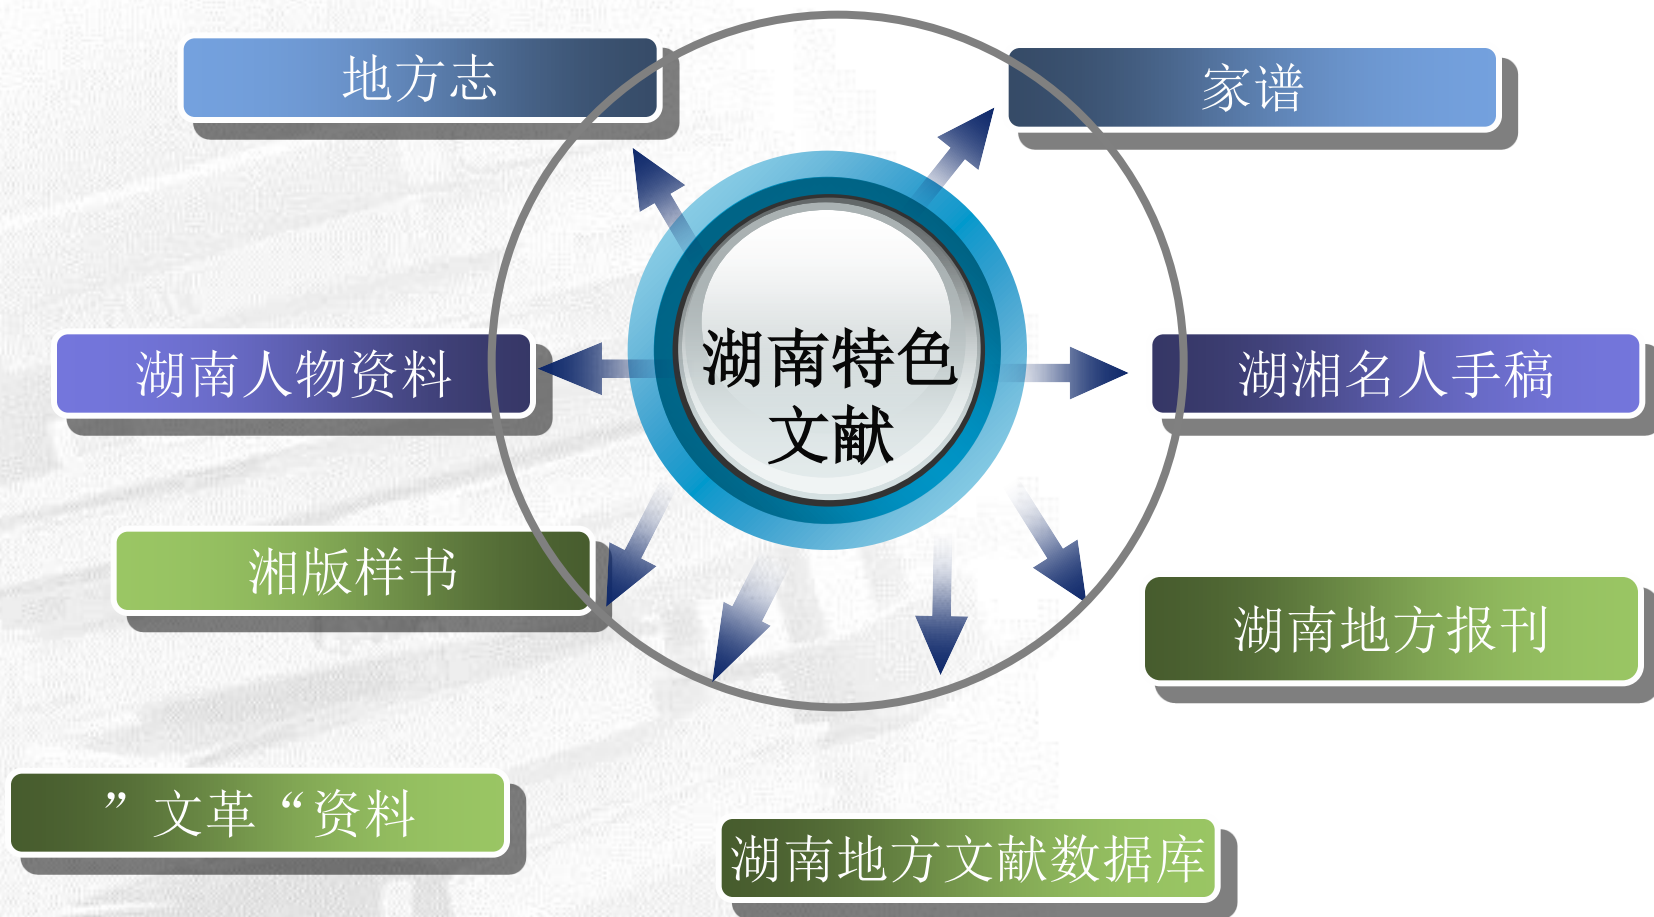 地方志
家谱
湖南特色
文献
湖南人物资料
湖湘名人手稿
湘版样书
湖南地方报刊
”文革“资料
湖南地方文献数据库